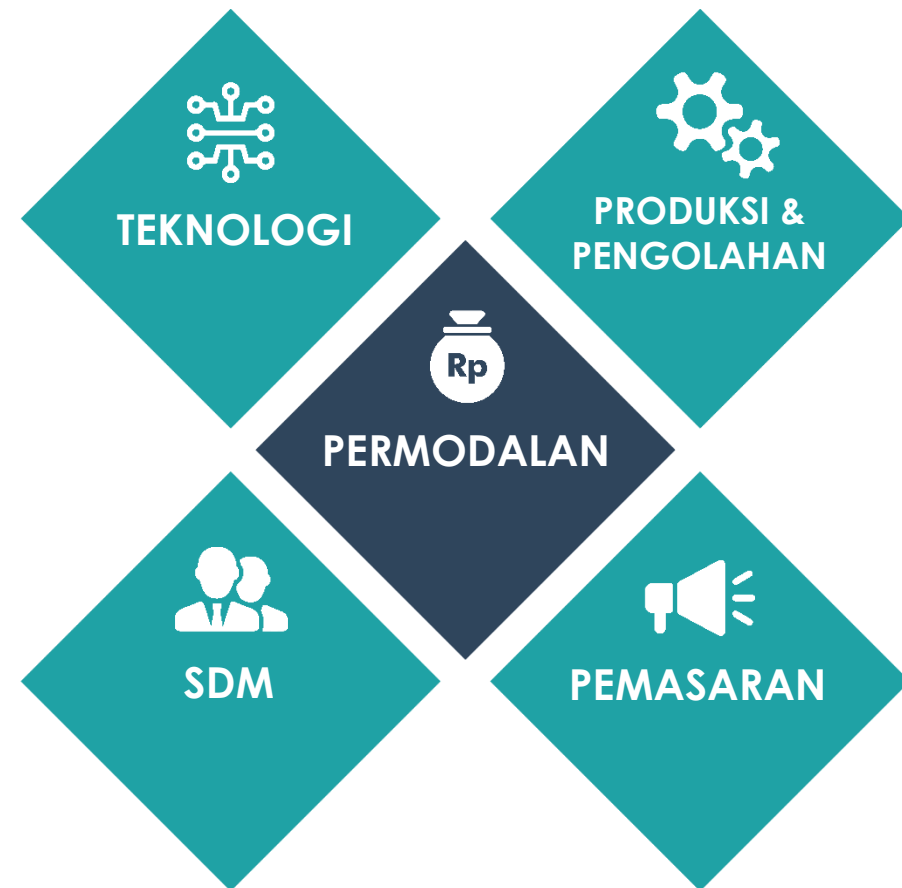 TEKNOLOGI
PRODUKSI &
PENGOLAHAN
Rp
PERMODALAN
SDM
PEMASARAN